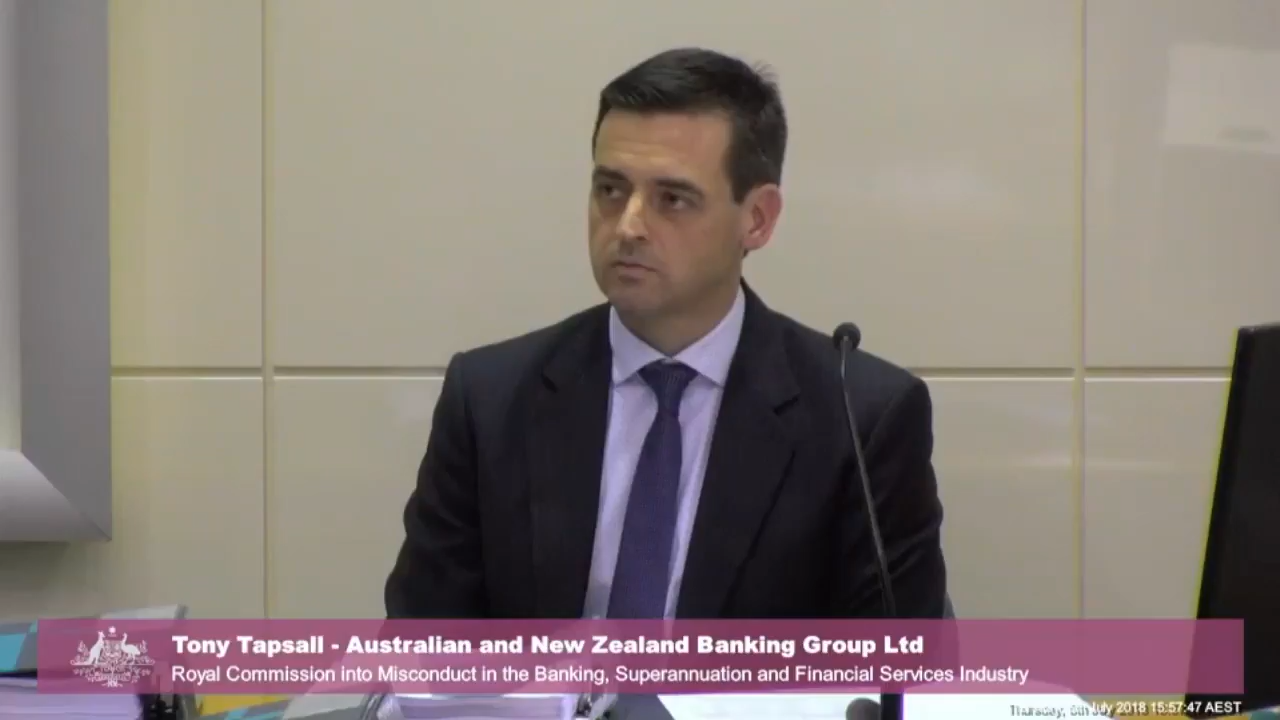 Tony Tapsall - Australian and New Zealand Banking Group Ltd
Royal Commission into Misconduct in the Banking, Superannuation and Financial Services Industry
Thursday, July 2018 15:57:47 AEST